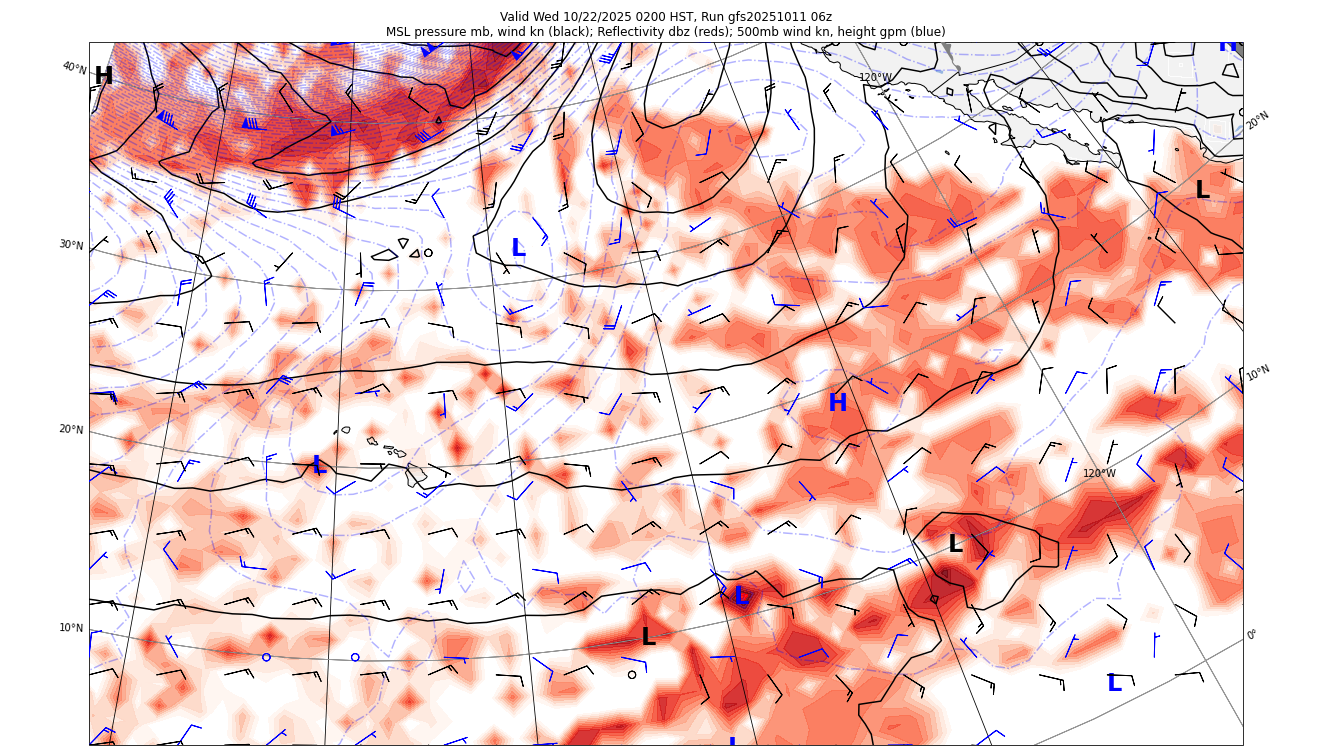 Valid Wed 10/22/2025 0200 HST, Run gfs20251011 06z
MSL pressure mb, wind kn (black); Reflectivity dbz (reds); 500mb wind kn, height gpm (blue)
H
40°N
H
120°W
20°N
L
30°N
L
10°N
H
20°N
L
120°W
L
L
10°N
L
0°
L
L